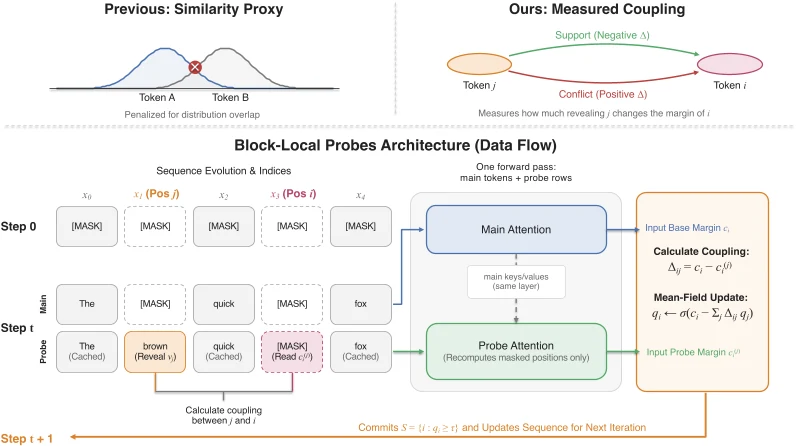 Previous: Similarity Proxy
Token A
Token B
Penalized for distribution overlap
Ours: Measured Coupling
Support (Negative Δ)
Token j
Token i
Conflict (Positive Δ)
Measures how much revealing j changes the margin of i
Block-Local Probes Architecture (Data Flow)
Sequence Evolution & Indices
One forward pass:
main tokens + probe rows
x₀
x₁ (Pos j)
x₂
x₃ (Pos i)
x₄
Step 0
[MASK]
[MASK]
[MASK]
[MASK]
[MASK]
Step t
Main
The
[MASK]
quick
[MASK]
fox
Probe
The
(Cached)
brown
(Reveal vⱼ)
quick
(Cached)
[MASK]
(Read cᵢ⁽ʲ⁾)
fox
(Cached)
Calculate coupling
between j and i
Main Attention
main keys/values
(same layer)
Probe Attention
(Recomputes masked positions only)
Input Base Margin cᵢ
Calculate Coupling:
Δᵢⱼ = cᵢ − cᵢ⁽ʲ⁾
Mean-Field Update:
qᵢ ← σ(cᵢ − Σⱼ Δᵢⱼ qⱼ)
Input Probe Margin cᵢ⁽ʲ⁾
Commits S = {i : qᵢ ≥ τ} and Updates Sequence for Next Iteration
Step t + 1